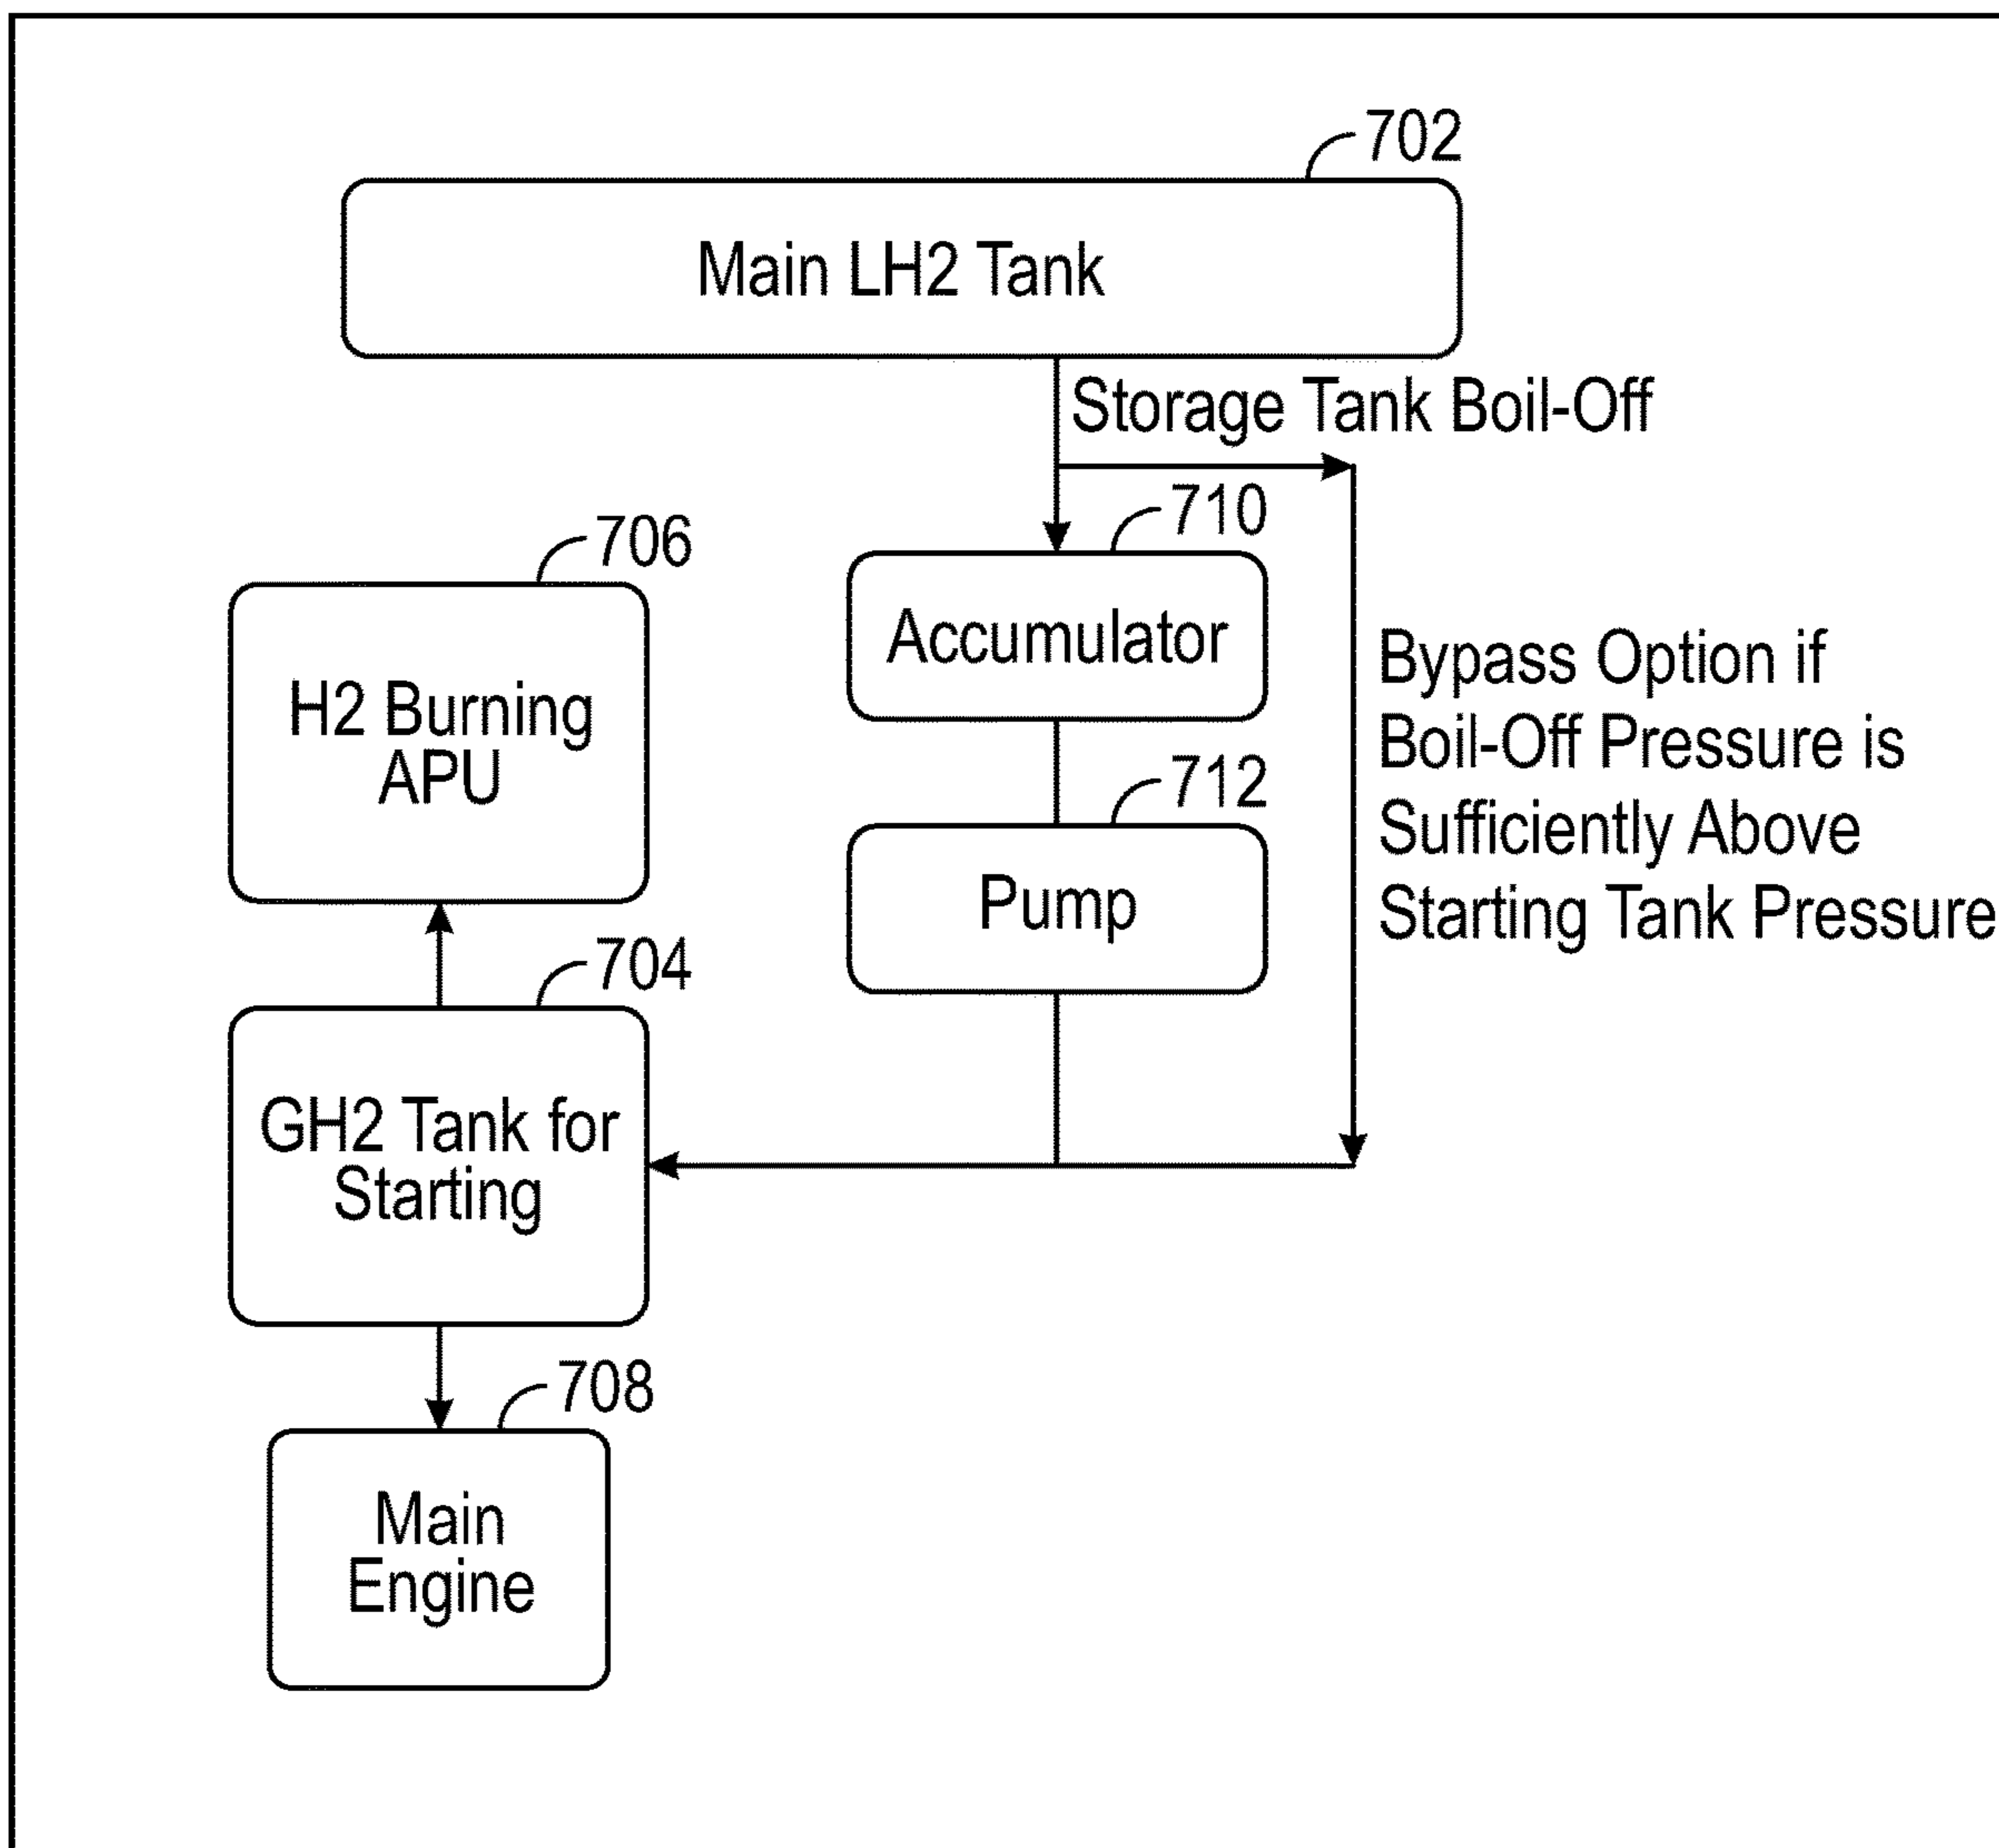 702
Main LH2 Tank
Storage Tank Boil-Off
710
706
Accumulator
H2 Burning
APU
Bypass Option if
Boil-Off Pressure is
Sufficiently Above
Starting Tank Pressure
712
Pump
704
GH2 Tank for
Starting
708
Main
Engine